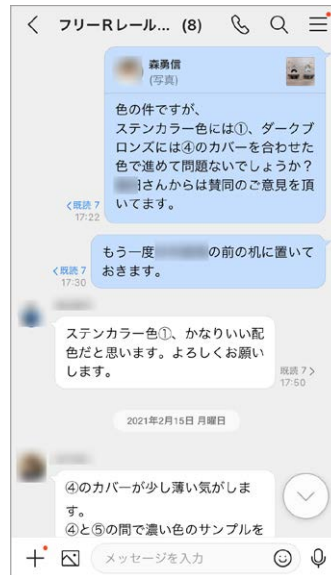 フリーRレール... (8)
森勇信
(写真)
色の件ですが、
ステンカラー色には①、ダークブ
ロンズには④のカバーを合わせた
色で進めて問題ないでしょうか?
さんからは賛同のご意見を頂
いてます。
<既読 7
17:22
もう一度 の前の机に置いて
おきます。
<既読 7
17:30
ステンカラー色①、かなりいい配
色だと思います。よろしくお願い
します。
既読 7>
17:50
2021年2月15日 月曜日
④のカバーが少し薄い気がしま
す。
④と⑤の間で濃い色のサンプルを
メッセージを入力